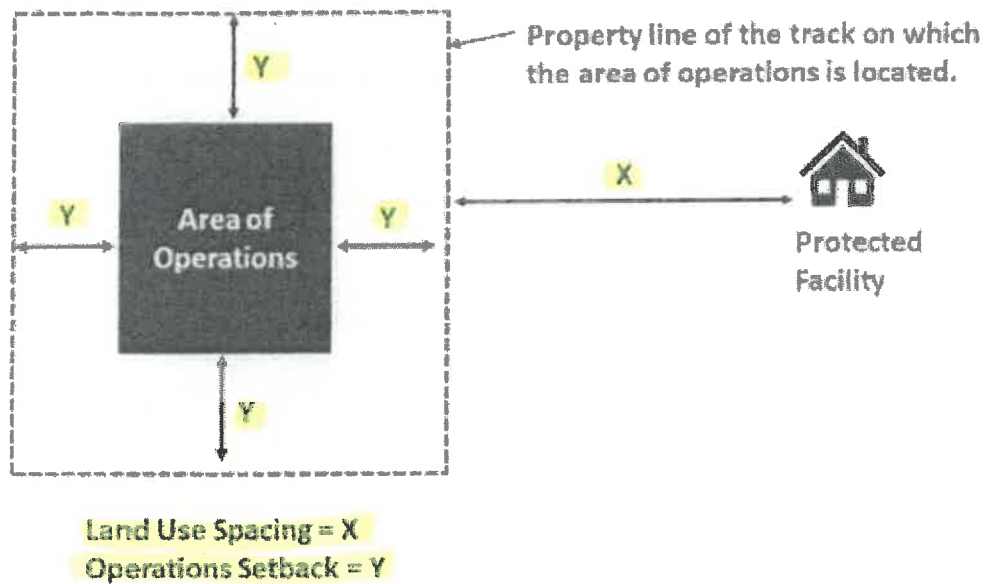 Y
Property line of the track on which
the area of operations is located.
Y
Area of
Operations
Y
X
Protected
Facility
Y
Land Use Spacing = X
Operations Setback = Y